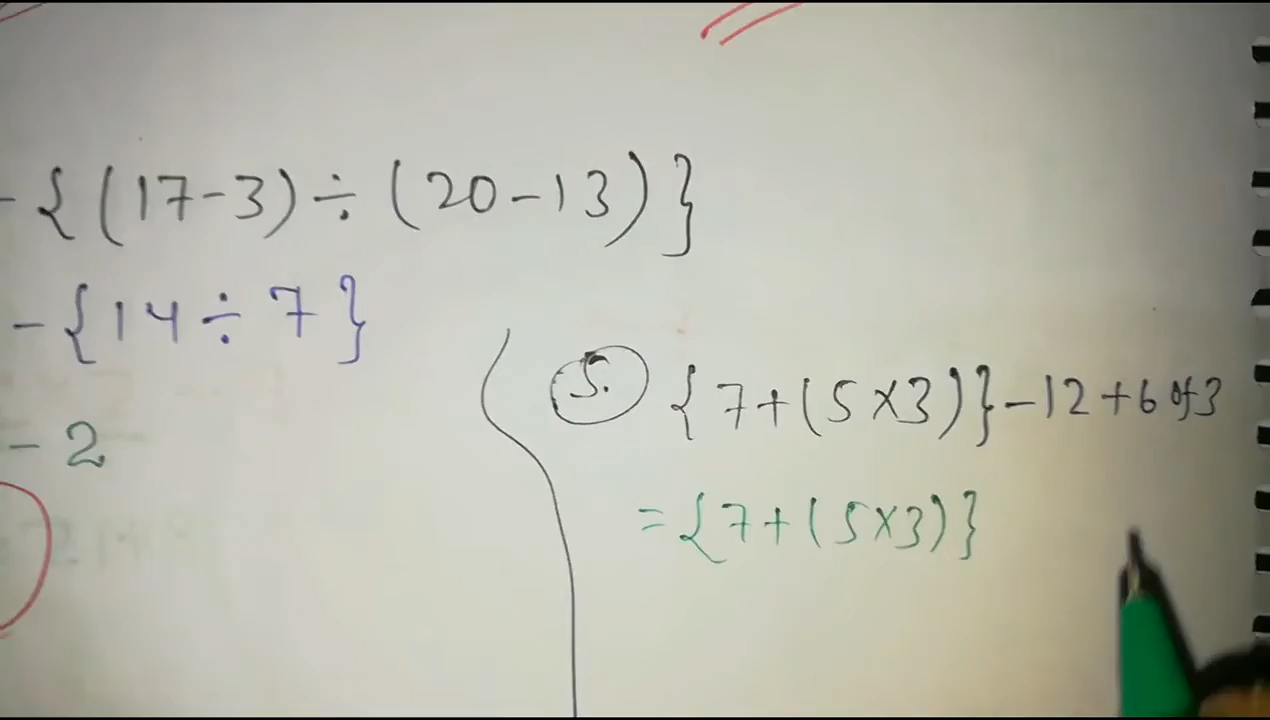 - { (17-3) ÷ (20-13) }
- { 14 ÷ 7 }
- 2
5. { 7 + (5 × 3) } - 12 + 6 of 3
= { 7 + (5 × 3) }